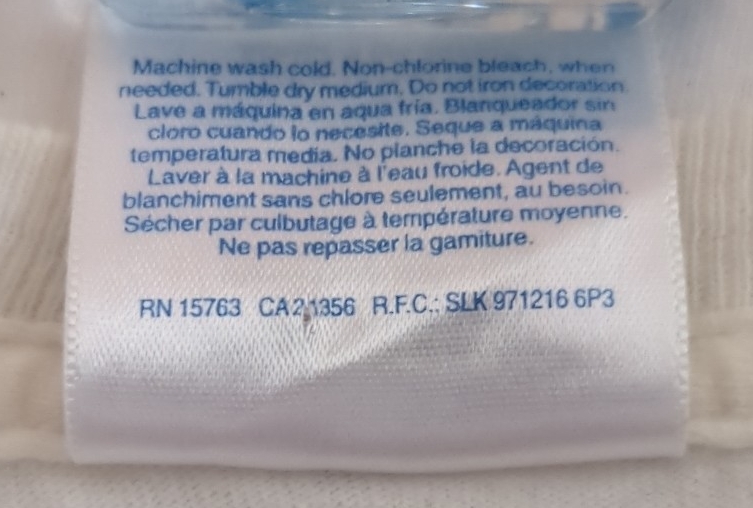 Machine wash cold. Non-chlorine bleach, when
needed. Tumble dry medium. Do not iron decoration.
Lave a máquina en aqua fría. Blanqueador sin
cloro cuando lo necesite. Seque a máquina
temperatura media. No planche la decoración.
Laver à la machine à l'eau froide. Agent de
blanchiment sans chlore seulement, au besoin.
Sécher par culbutage à température moyenne.
Ne pas repasser la garniture.
RN 15763 CA21356 R.F.C.: SLK 971216 6P3